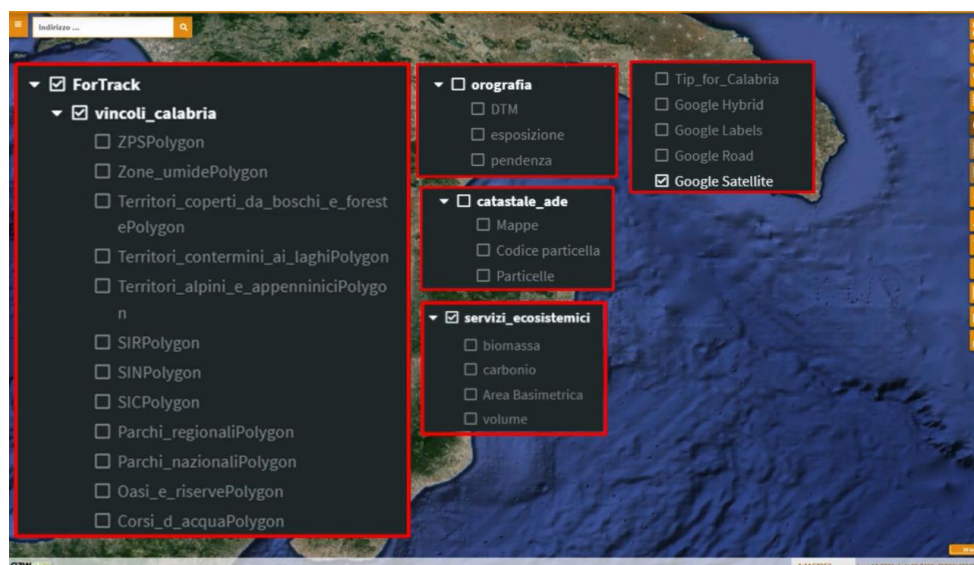 Indirizzo ...
ForTrack
vincoli_calabria
ZPSPolygon
Zone_umidePolygon
Territori_coperti_da_boschi_e_forest
ePolygon
Territori_contermini_ai_laghiPolygon
Territori_alpini_e_appenniniciPolygo
n
SIRPolygon
SINPolygon
SICPolygon
Parchi_regionaliPolygon
Parchi_nazionaliPolygon
Oasi_e_riservePolygon
Corsi_d_acquaPolygon
orografia
DTM
esposizione
pendenza
catastale_ade
Mappe
Codice particella
Particelle
servizi_ecosistemici
biomassa
carbonio
Area Basimetrica
volume
Tip_for_Calabria
Google Hybrid
Google Labels
Google Road
Google Satellite